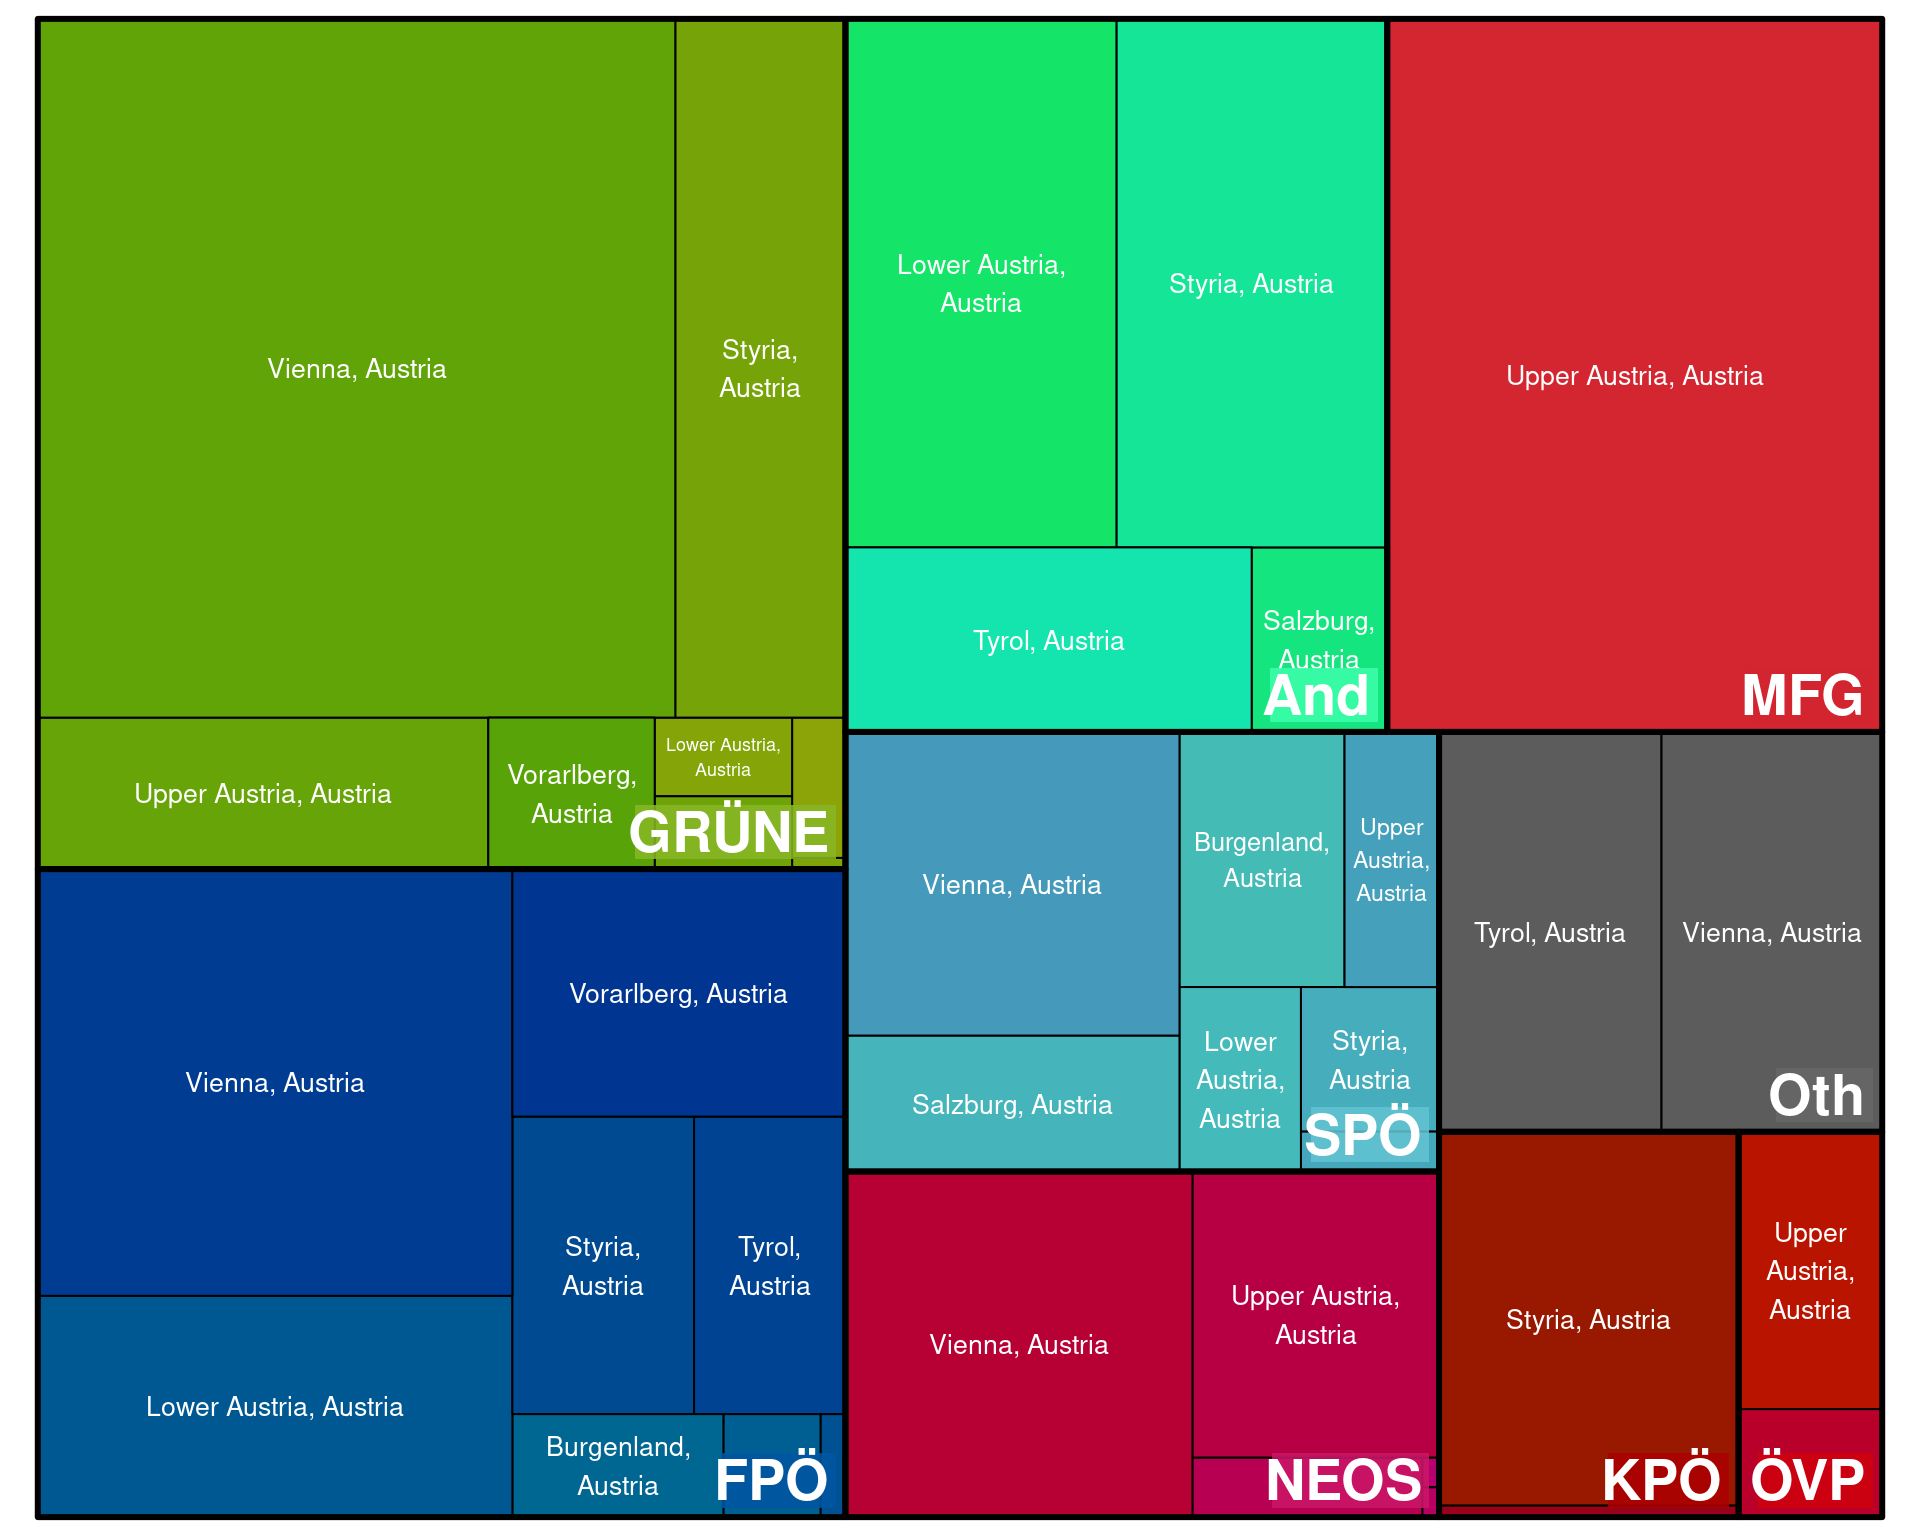 Vienna, Austria
Styria,
Austria
Upper Austria, Austria
Vorarlberg,
Austria
Lower Austria,
Austria
GRÜNE
Lower Austria,
Austria
Styria, Austria
Tyrol, Austria
Salzburg,
Austria
And
Upper Austria, Austria
MFG
Vienna, Austria
Vorarlberg, Austria
Styria,
Austria
Tyrol,
Austria
Lower Austria, Austria
Burgenland,
Austria
FPÖ
Vienna, Austria
Burgenland,
Austria
Upper
Austria,
Austria
Salzburg, Austria
Lower
Austria,
Austria
Styria,
Austria
SPÖ
Tyrol, Austria
Vienna, Austria
Oth
Vienna, Austria
Upper Austria,
Austria
NEOS
Styria, Austria
KPÖ
Upper
Austria,
Austria
ÖVP